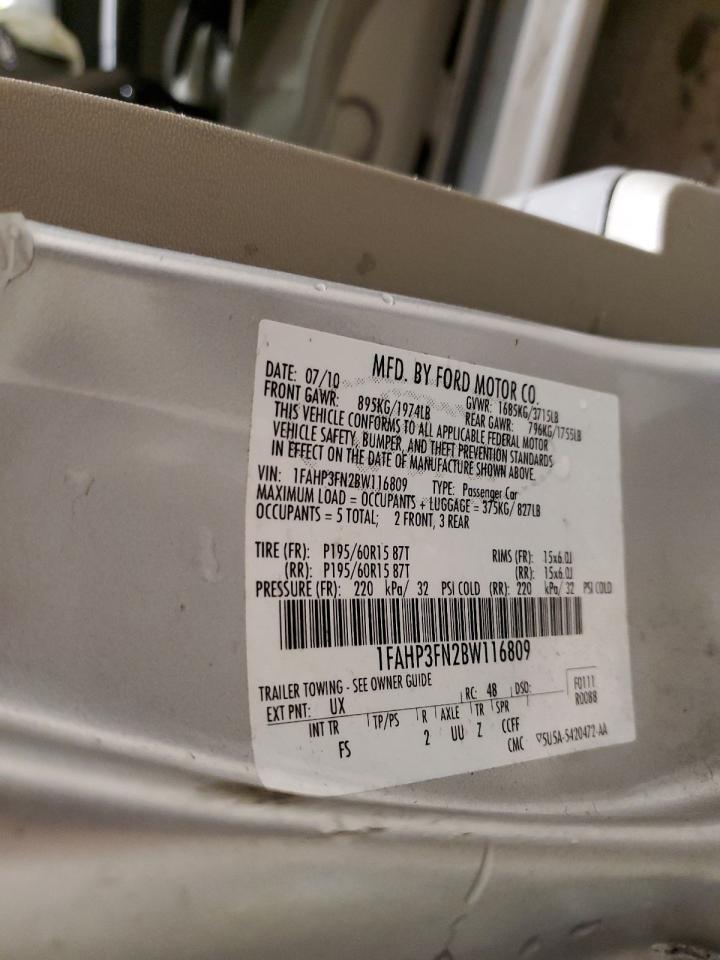 MFD. BY FORD MOTOR CO.
DATE: 07/10 GVWR: 1685KG/3715LB
FRONT GAWR: 895KG/1974LB REAR GAWR: 796KG/1755LB
THIS VEHICLE CONFORMS TO ALL APPLICABLE FEDERAL MOTOR
VEHICLE SAFETY, BUMPER, AND THEFT PREVENTION STANDARDS
IN EFFECT ON THE DATE OF MANUFACTURE SHOWN ABOVE.
VIN: 1FAHP3FN2BW116809 TYPE: Passenger Car
MAXIMUM LOAD = OCCUPANTS + LUGGAGE = 375KG/ 827LB
OCCUPANTS = 5 TOTAL; 2 FRONT, 3 REAR
TIRE (FR): P195/60R15 87T RIMS (FR): 15x6.0J
(RR): P195/60R15 87T (RR): 15x6.0J
PRESSURE (FR): 220 kPa/ 32 PSI COLD (RR): 220 kPa/ 32 PSI COLD
1FAHP3FN2BW116809
TRAILER TOWING - SEE OWNER GUIDE
EXT PNT: UX RC: 48 DSO: F0111
R0088
INT TR TP/PS R AXLE TR SPR
FS 2 UU Z CCFF
CMC 5U5A-5420472-AA